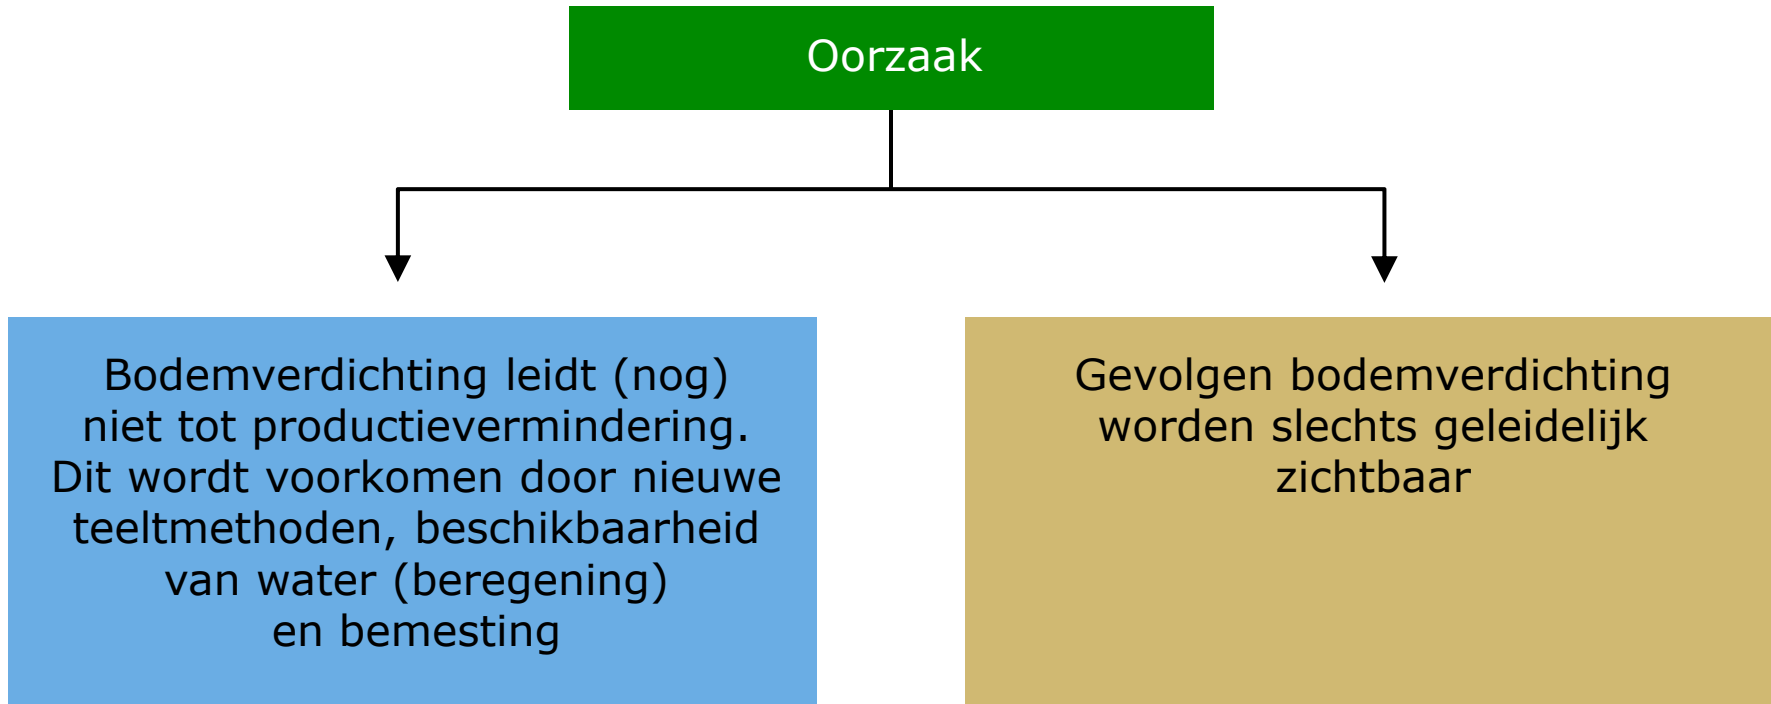 Oorzaak
Bodemverdichting leidt (nog)
niet tot productievermindering.
Dit wordt voorkomen door nieuwe
teeltmethoden, beschikbaarheid
van water (beregening)
en bemesting
Gevolgen bodemverdichting
worden slechts geleidelijk
zichtbaar